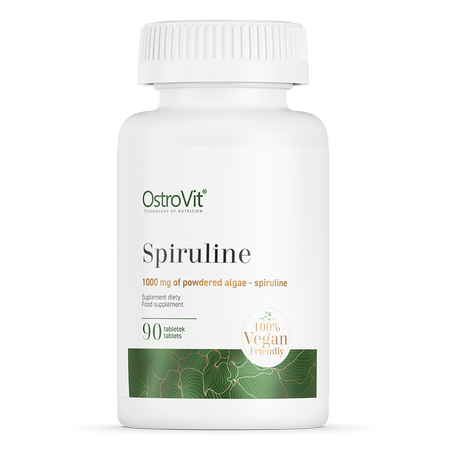 OstroVit®
TECHNOLOGY OF NUTRITION
Spiruline
1000 mg of powdered algae - spiruline
Suplement diety
Food supplement
90 tabletek
tablets
100%
Vegan
Friendly